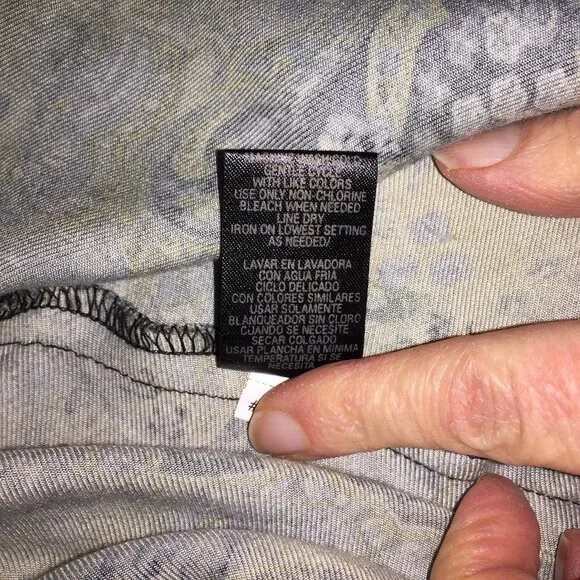 GENTLE CYCLE
WITH LIKE COLORS
USE ONLY NON-CHLORINE
BLEACH WHEN NEEDED
LINE DRY
IRON ON LOWEST SETTING
AS NEEDED/
LAVAR EN LAVADORA
CON AGUA FRIA
CICLO DELICADO
CON COLORES SIMILARES
USAR SOLAMENTE
BLANQUEADOR SIN CLORO
CUANDO SE NECESITE
SECAR COLGADO
USAR PLANCHA EN MINIMA
TEMPERATURA SI SE
NECESITA
#